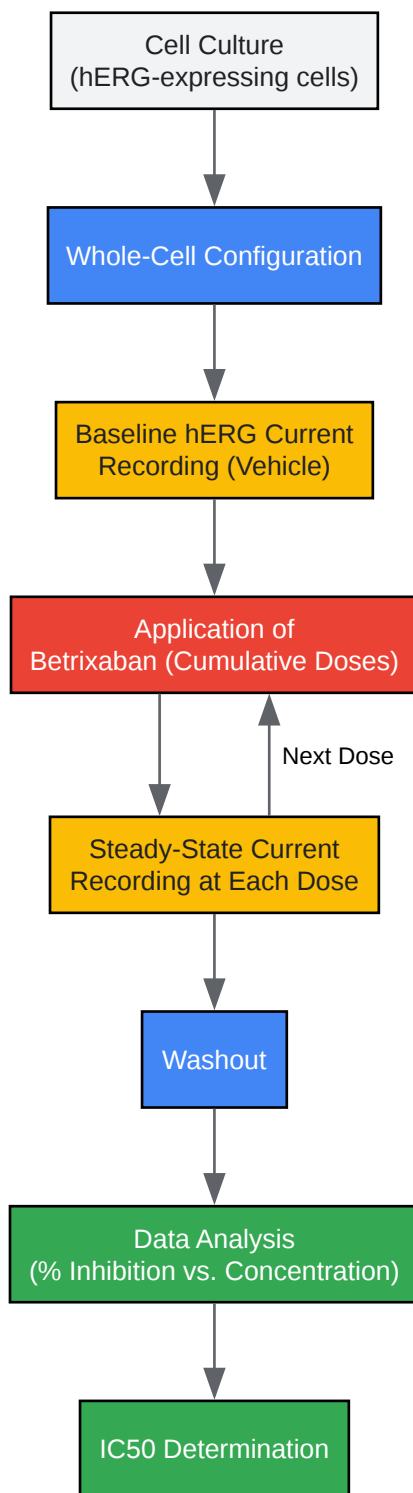 Cell Culture
(hERG-expressing cells)
Whole-Cell Configuration
Baseline hERG Current
Recording (Vehicle)
Application of
Betrixaban (Cumulative Doses)
Next Dose
Steady-State Current
Recording at Each Dose
Washout
Data Analysis
(% Inhibition vs. Concentration)
IC50 Determination